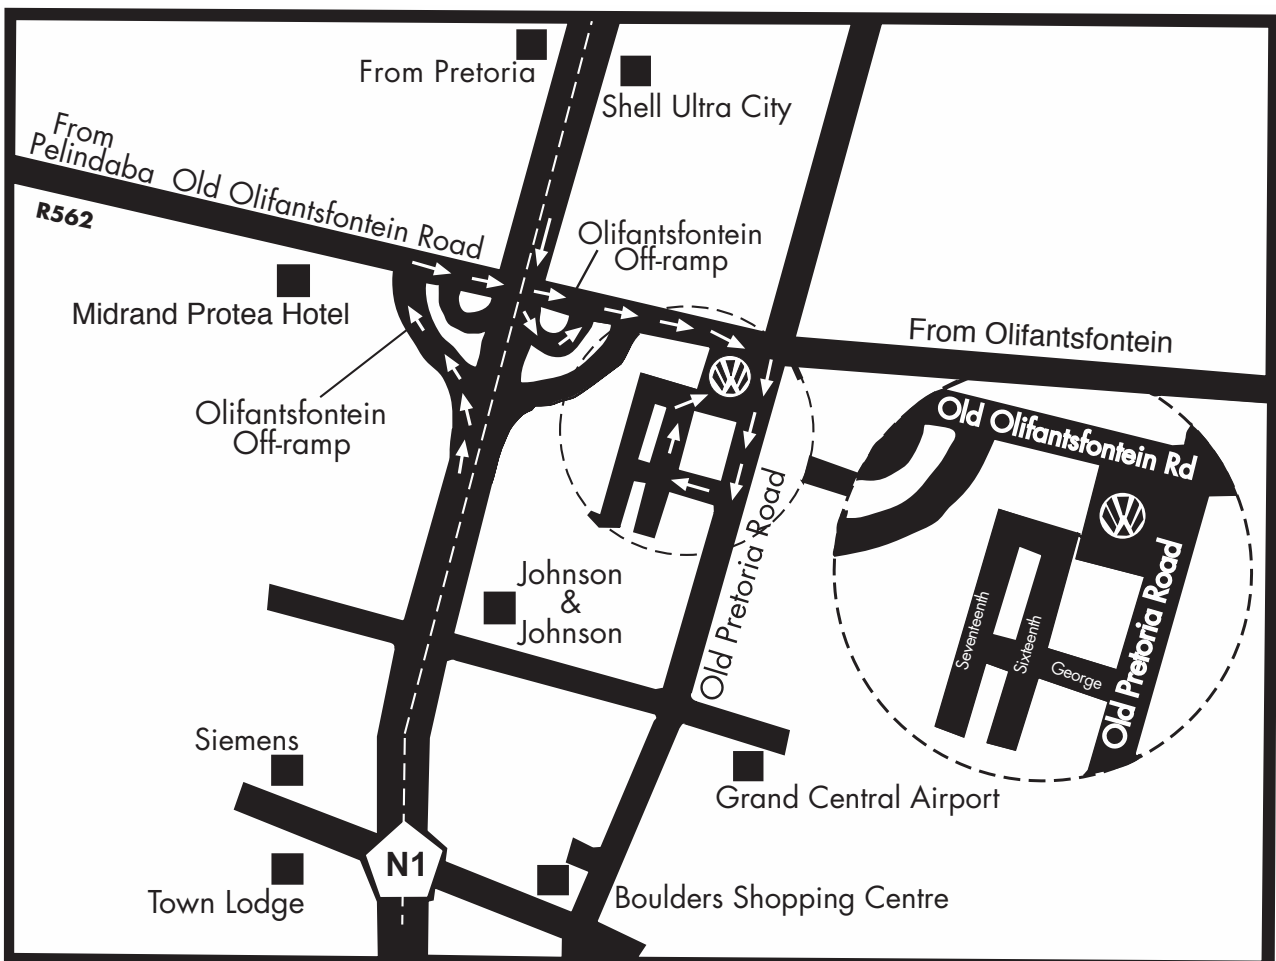 From Pretoria
Shell Ultra City
From
Pelindaba
Old Olifantsfontein Road
R562
Olifantsfontein
Off-ramp
Midrand Protea Hotel
From Olifantsfontein
Olifantsfontein
Off-ramp
Old Olifantsfontein Rd
Old Pretoria Road
Old Pretoria Road
Seventeenth
Sixteenth
George
Johnson
&
Johnson
Siemens
Grand Central Airport
N1
Town Lodge
Boulders Shopping Centre